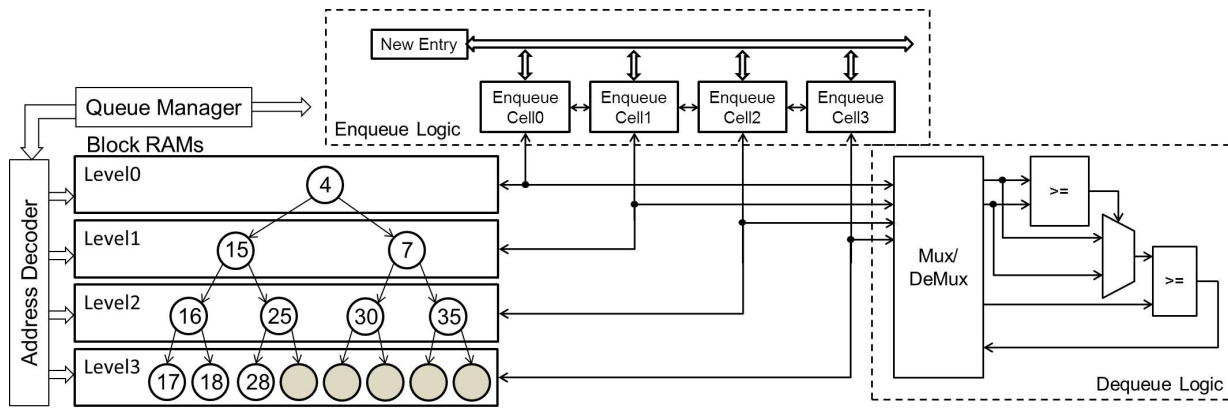 New Entry
Enqueue
Cell0
Enqueue
Cell1
Enqueue
Cell2
Enqueue
Cell3
Enqueue Logic
Queue Manager
Block RAMs
Address Decoder
Level0
4
Level1
15
7
Level2
16
25
30
35
Level3
17
18
28
Mux/
DeMux
>=
>=
Dequeue Logic